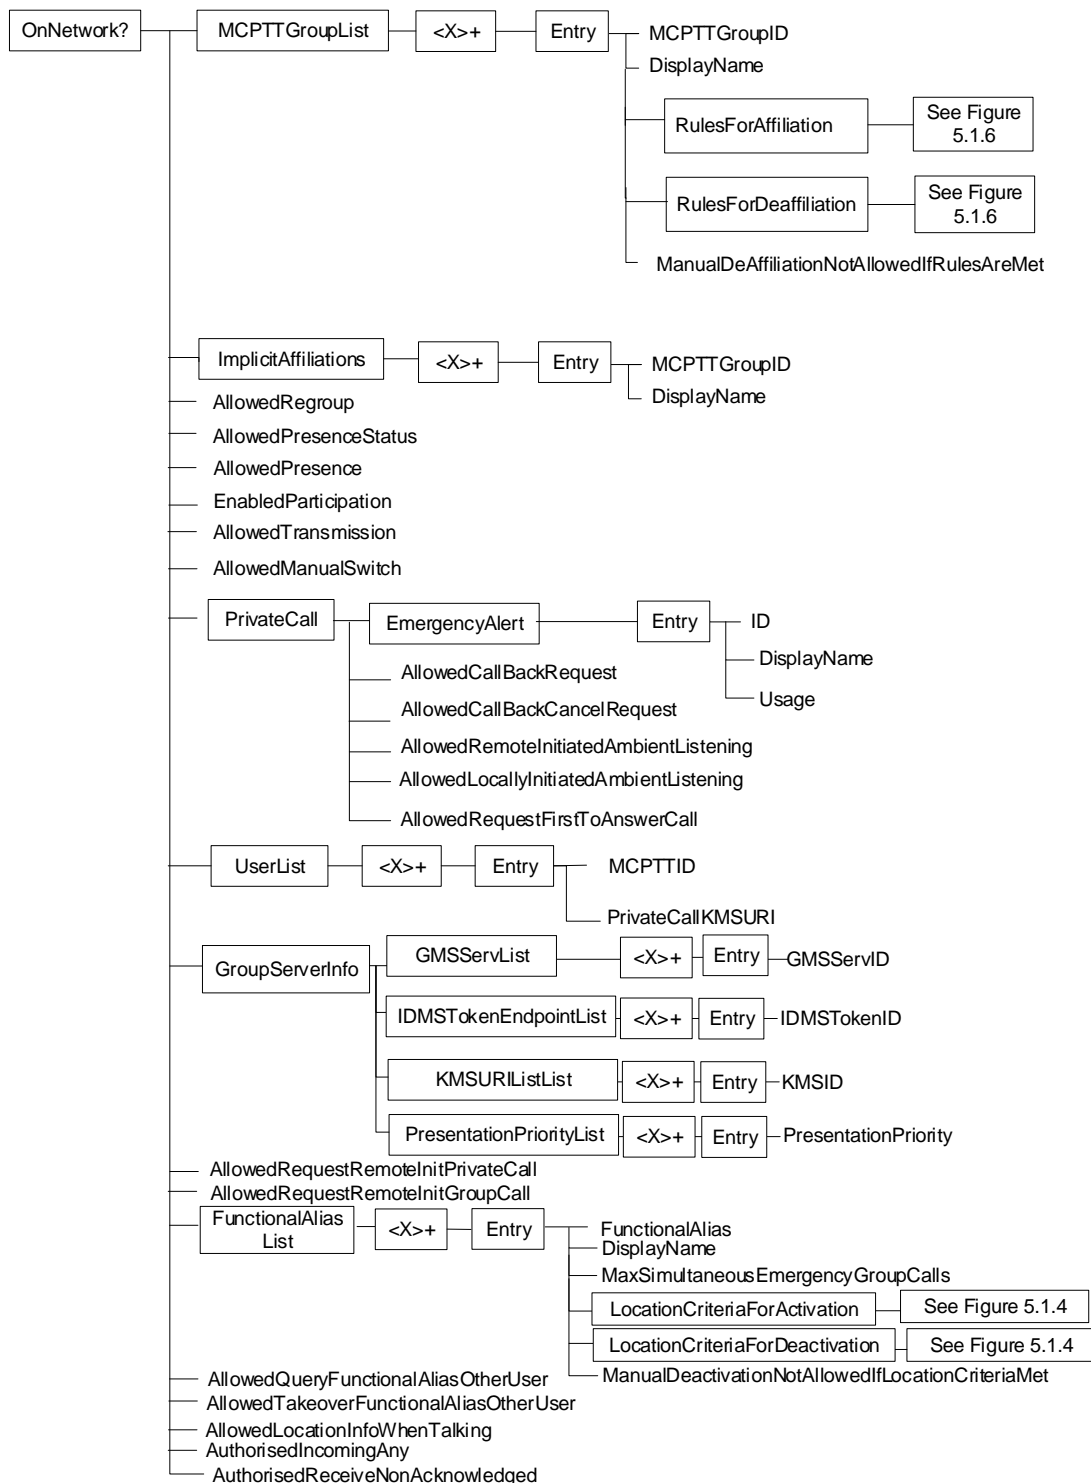 OnNetwork?
MCPTTGroupList
<X>+
Entry
MCPTTGroupID
DisplayName
RulesForAffiliation
See Figure
5.1.6
RulesForDeaffiliation
See Figure
5.1.6
ManualDeAffiliationNotAllowedIfRulesAreMet
ImplicitAffiliations
<X>+
Entry
MCPTTGroupID
DisplayName
AllowedRegroup
AllowedPresenceStatus
AllowedPresence
EnabledParticipation
AllowedTransmission
AllowedManualSwitch
PrivateCall
EmergencyAlert
Entry
ID
DisplayName
Usage
AllowedCallBackRequest
AllowedCallBackCancelRequest
AllowedRemoteInitiatedAmbientListening
AllowedLocallyInitiatedAmbientListening
AllowedRequestFirstToAnswerCall
UserList
<X>+
Entry
MCPTTID
PrivateCallKMSURI
GroupServerInfo
GMSServList
<X>+
Entry
GMSServID
IDMSTokenEndpointList
<X>+
Entry
IDMSTokenID
KMSURIListList
<X>+
Entry
KMSID
PresentationPriorityList
<X>+
Entry
PresentationPriority
AllowedRequestRemoteInitPrivateCall
AllowedRequestRemoteInitGroupCall
FunctionalAlias
List
<X>+
Entry
FunctionalAlias
DisplayName
MaxSimultaneousEmergencyGroupCalls
LocationCriteriaForActivation
See Figure 5.1.4
LocationCriteriaForDeactivation
See Figure 5.1.4
ManualDeactivationNotAllowedIfLocationCriteriaMet
AllowedQueryFunctionalAliasOtherUser
AllowedTakeoverFunctionalAliasOtherUser
AllowedLocationInfoWhenTalking
AuthorisedIncomingAny
AuthorisedReceiveNonAcknowledged